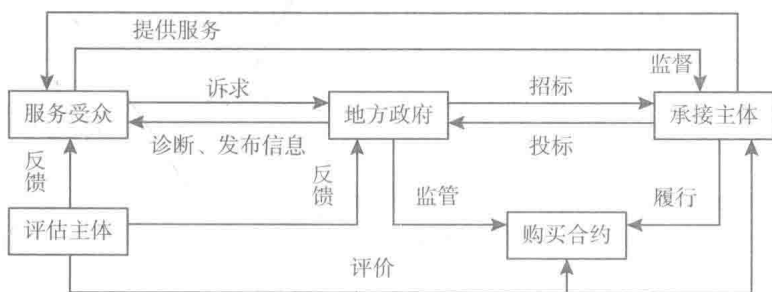 提供服务
监督
服务受众
诉求
地方政府
招标
承接主体
诊断、发布信息
投标
反馈
反馈
监管
履行
评估主体
购买合约
评价